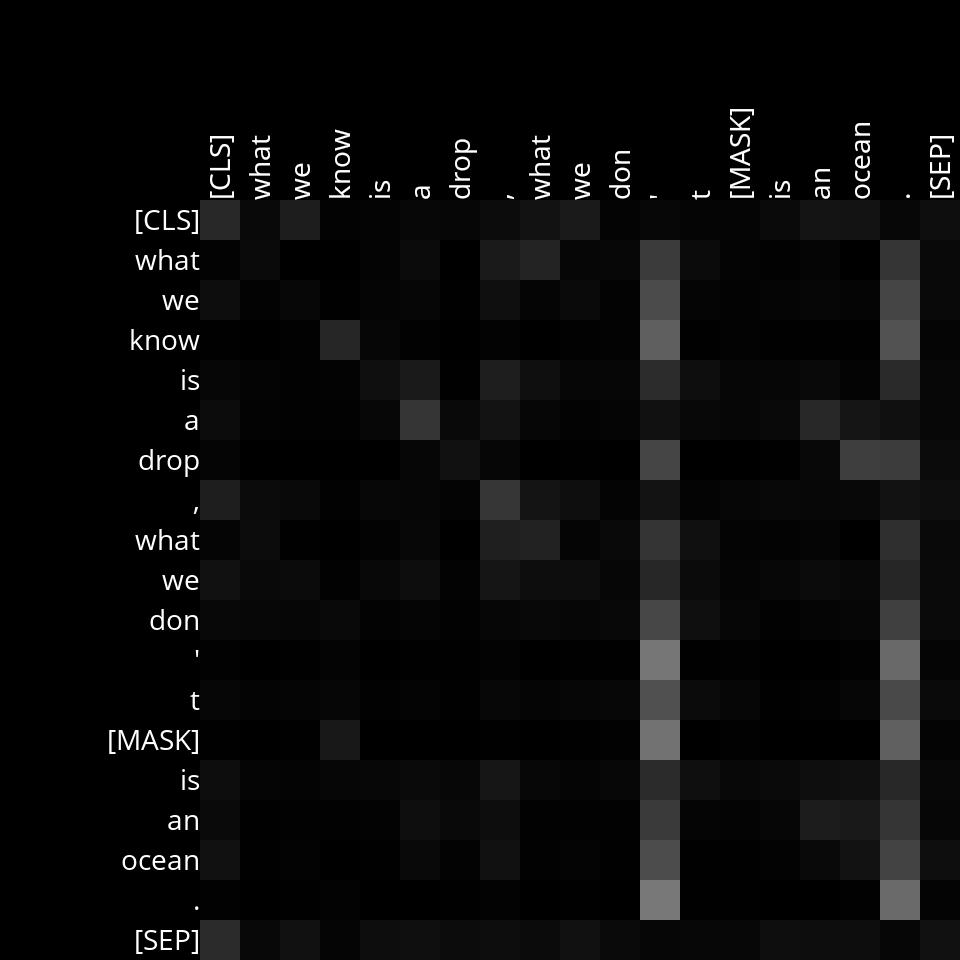 [CLS] what we know is a drop , what we don ' t [MASK] is an ocean . [SEP]
[CLS]
what
we
know
is
a
drop
,
what
we
don
'
t
[MASK]
is
an
ocean
.
[SEP]